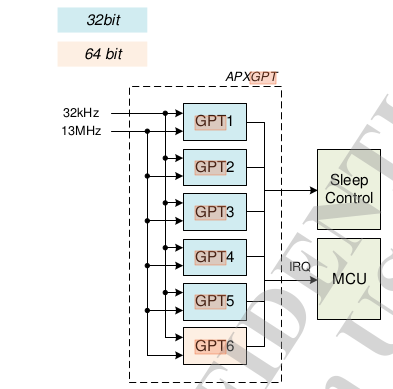 32bit
64 bit
APXGPT
32kHz
13MHz
GPT1
GPT2
GPT3
GPT4
GPT5
GPT6
Sleep
Control
IRQ
MCU